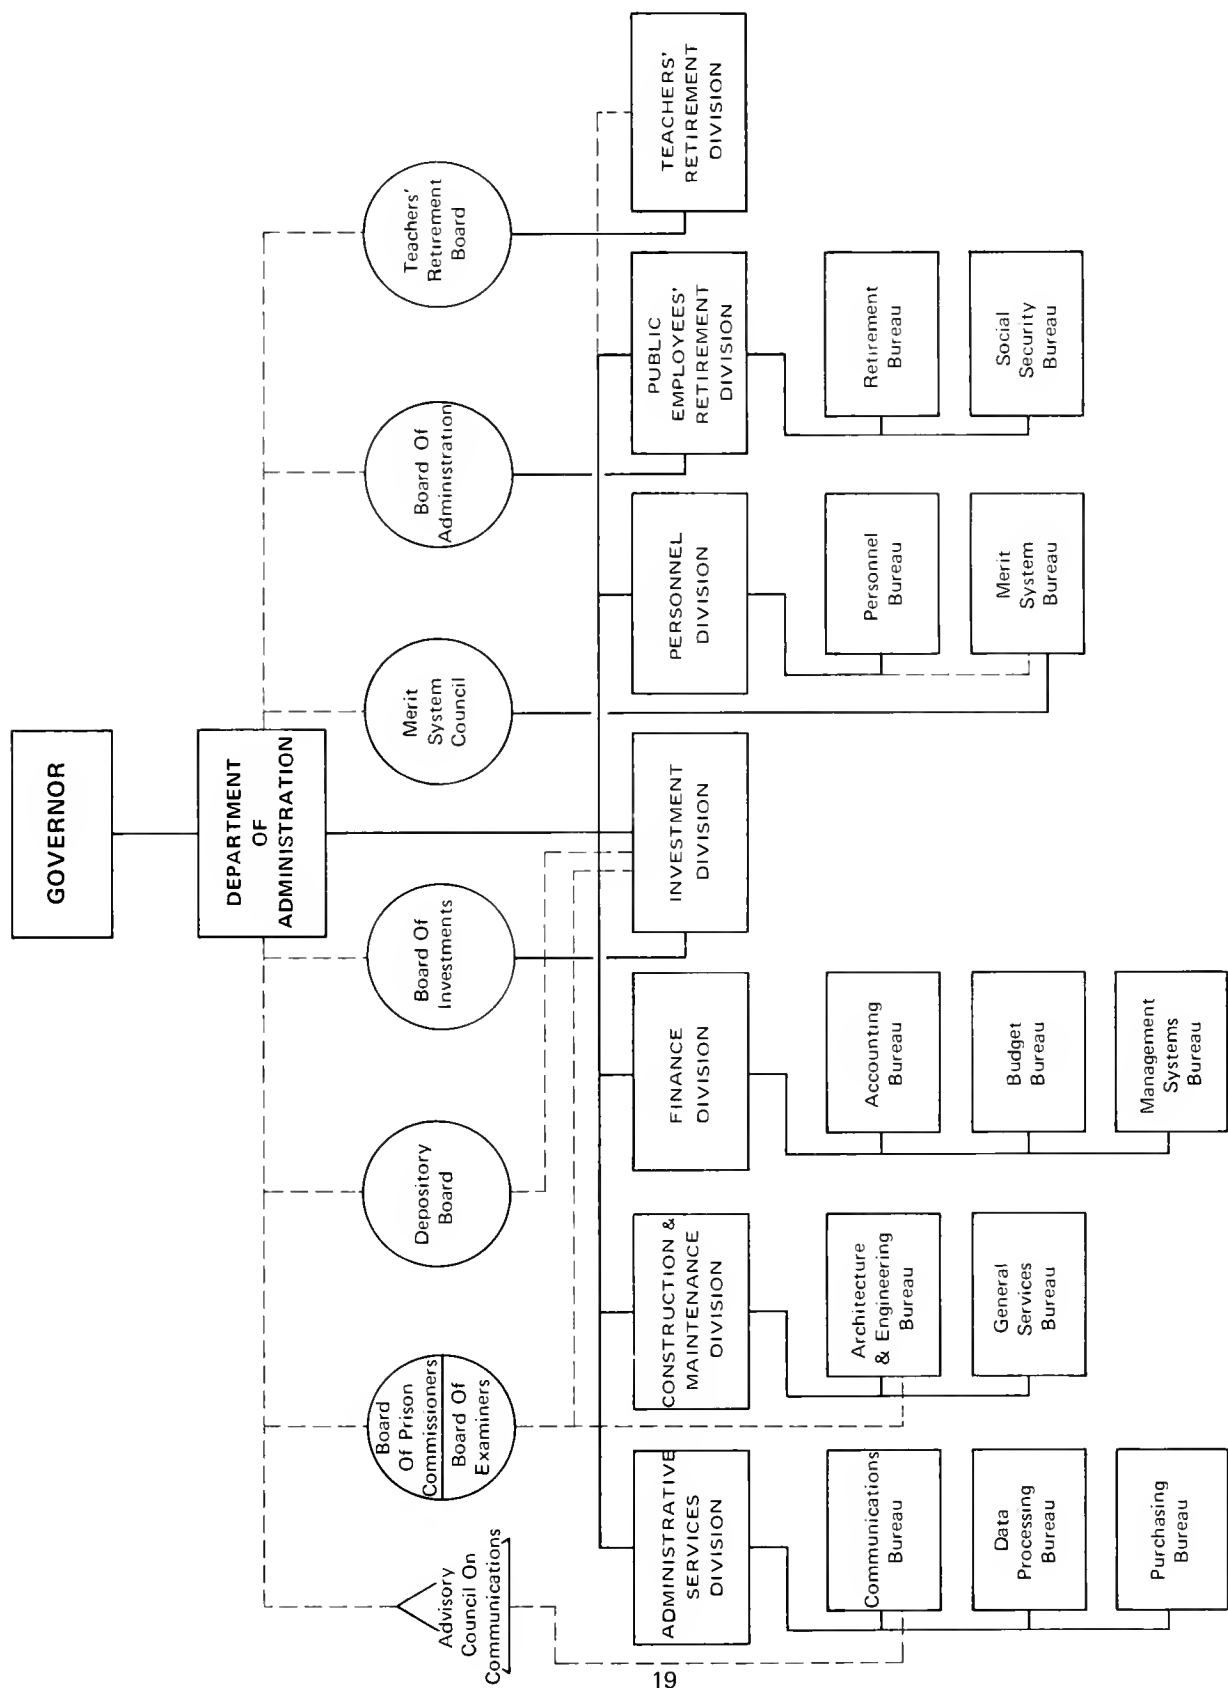 GOVERNOR
DEPARTMENT
OF
ADMINISTRATION
Advisory
Council On
Communications
Board
Of Prison
Commissioners
Board Of
Examiners
Depository
Board
Board Of
Investments
Merit
System
Council
Board Of
Administration
Teachers'
Retirement
Board
ADMINISTRATIVE
SERVICES
DIVISION
CONSTRUCTION &
MAINTENANCE
DIVISION
FINANCE
DIVISION
INVESTMENT
DIVISION
PERSONNEL
DIVISION
PUBLIC
EMPLOYEES'
RETIREMENT
DIVISION
TEACHERS'
RETIREMENT
DIVISION
Communications
Bureau
Architecture
& Engineering
Bureau
Accounting
Bureau
Personnel
Bureau
Retirement
Bureau
Data
Processing
Bureau
General
Services
Bureau
Budget
Bureau
Merit
System
Bureau
Social
Security
Bureau
Purchasing
Bureau
Management
Systems
Bureau
19